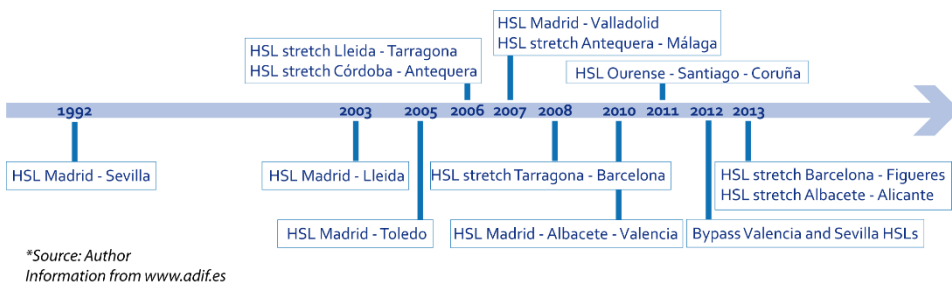 HSL Madrid - Valladolid
HSL stretch Antequera - Málaga
HSL stretch Lleida - Tarragona
HSL stretch Córdoba - Antequera
HSL Ourense - Santiago - Coruña
1992
2003
2005
2006
2007
2008
2010
2011
2012
2013
HSL Madrid - Sevilla
HSL Madrid - Lleida
HSL stretch Tarragona - Barcelona
HSL stretch Barcelona - Figueres
HSL stretch Albacete - Alicante
HSL Madrid - Toledo
HSL Madrid - Albacete - Valencia
Bypass Valencia and Sevilla HSLs
*Source: Author
Information from www.adif.es